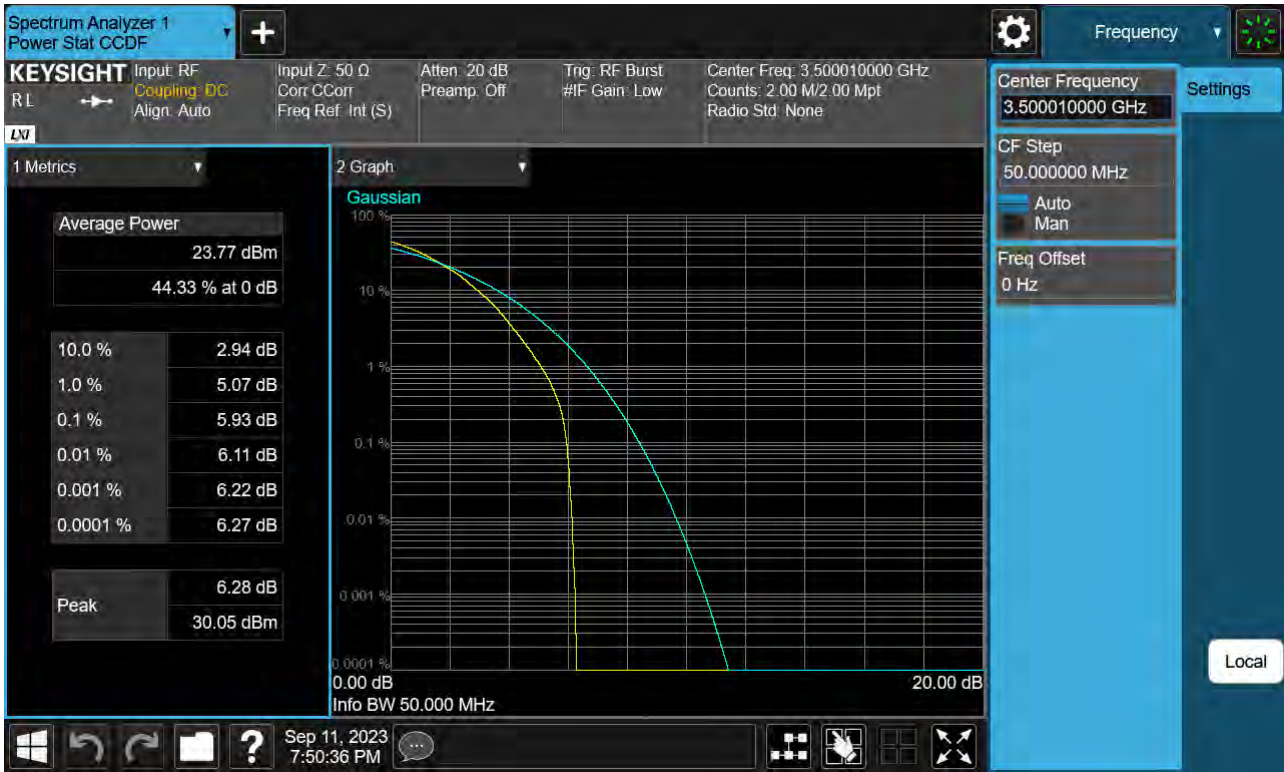 Spectrum Analyzer 1
Power Stat CCDF
+
Frequency
KEYSIGHT
RL
LXI
Input: RF
Coupling: DC
Align: Auto
Input Z: 50 Ω
Corr CCorr
Freq Ref: Int (S)
Atten: 20 dB
Preamp: Off
Trig: RF Burst
#IF Gain: Low
Center Freq: 3.500010000 GHz
Counts: 2.00 M/2.00 Mpt
Radio Std: None
Center Frequency
3.500010000 GHz
Settings
CF Step
50.000000 MHz
Auto
Man
Freq Offset
0 Hz
Local
1 Metrics
Average Power
23.77 dBm
44.33 % at 0 dB
10.0 % 2.94 dB
1.0 % 5.07 dB
0.1 % 5.93 dB
0.01 % 6.11 dB
0.001 % 6.22 dB
0.0001 % 6.27 dB
Peak
6.28 dB
30.05 dBm
2 Graph
Gaussian
100 %
10 %
1 %
0.1 %
0.01 %
0.001 %
0.0001 %
0.00 dB 20.00 dB
Info BW 50.000 MHz
?
Sep 11, 2023
7:50:36 PM